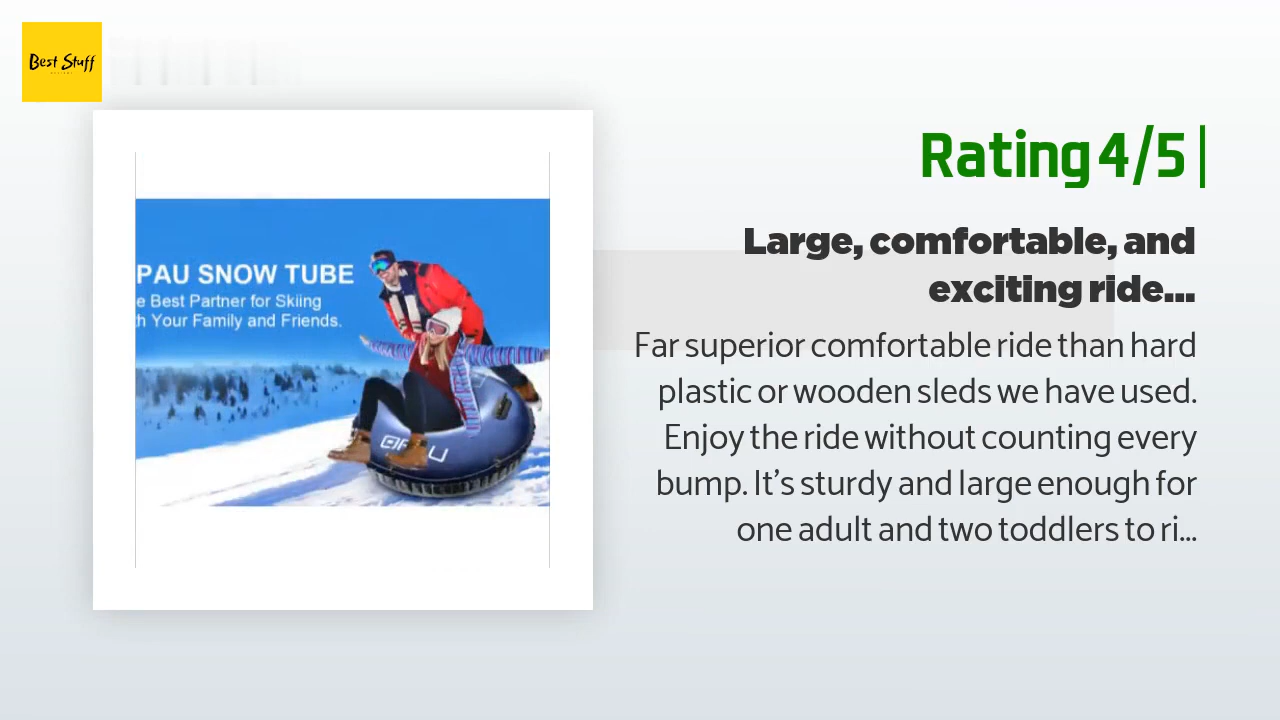 Best Stuff
Rating 4/5
Large, comfortable, and
exciting ride...
Far superior comfortable ride than hard
plastic or wooden sleds we have used.
Enjoy the ride without counting every
bump. It’s sturdy and large enough for
one adult and two toddlers to ri...
PAU SNOW TUBE
e Best Partner for Skiing
h Your Family and Friends.